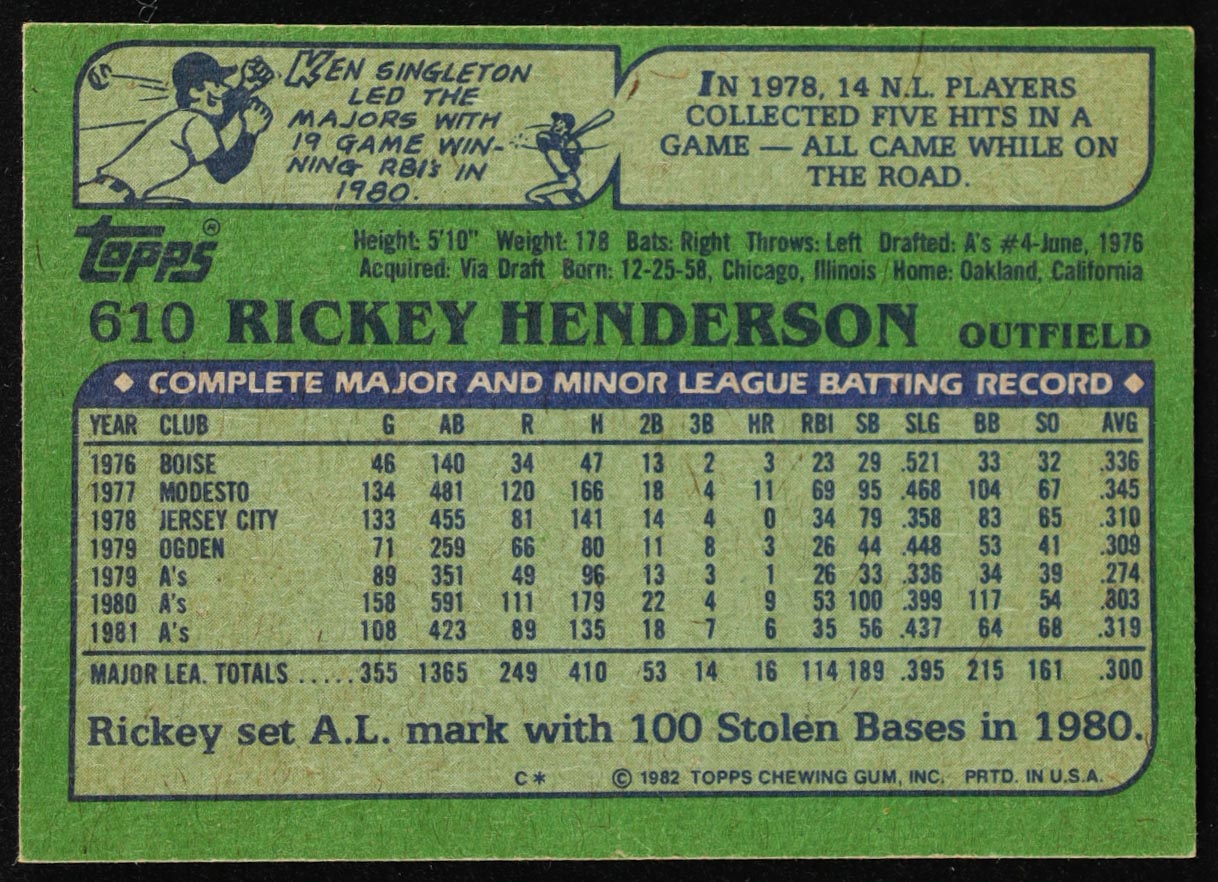 KEN SINGLETON
LED THE
MAJORS WITH
19 GAME WIN-
NING RBI's IN
1980.
IN 1978, 14 N.L. PLAYERS
COLLECTED FIVE HITS IN A
GAME — ALL CAME WHILE ON
THE ROAD.
TOPPS®
Height: 5'10" Weight: 178 Bats: Right Throws: Left Drafted: A's #4-June, 1976
Acquired: Via Draft Born: 12-25-58, Chicago, Illinois Home: Oakland, California
610 RICKEY HENDERSON OUTFIELD
◆ COMPLETE MAJOR AND MINOR LEAGUE BATTING RECORD ◆
YEAR CLUB G AB R H 2B 3B HR RBI SB SLG BB SO AVG
1976 BOISE 46 140 34 47 13 2 3 23 29 .521 33 32 .336
1977 MODESTO 134 481 120 166 18 4 11 69 95 .468 104 67 .345
1978 JERSEY CITY 133 455 81 141 14 4 0 34 79 .358 83 65 .310
1979 OGDEN 71 259 66 80 11 8 3 26 44 .448 53 41 .309
1979 A's 89 351 49 96 13 3 1 26 33 .336 34 39 .274
1980 A's 158 591 111 179 22 4 9 53 100 .399 117 54 .303
1981 A's 108 423 89 135 18 7 6 35 56 .437 64 68 .319
MAJOR LEA. TOTALS ..... 355 1365 249 410 53 14 16 114 189 .395 215 161 .300
Rickey set A.L. mark with 100 Stolen Bases in 1980.
C* © 1982 TOPPS CHEWING GUM, INC. PRTD. IN U.S.A.